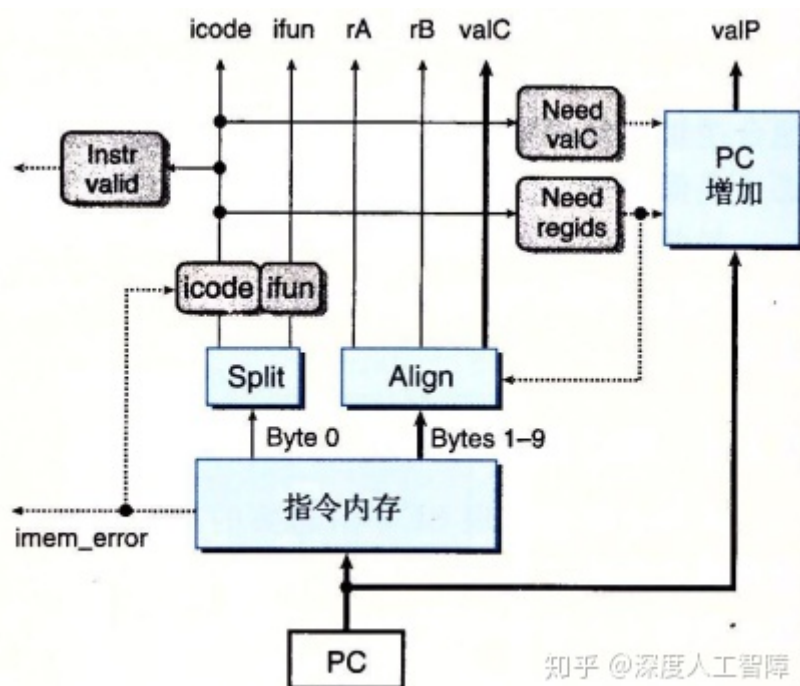 icode ifun rA rB valC valP
Need
valC
Instr
valid
PC
增加
Need
regids
icode ifun
Split
Align
Byte 0
Bytes 1–9
指令内存
imem_error
PC
知乎 @深度人工智障